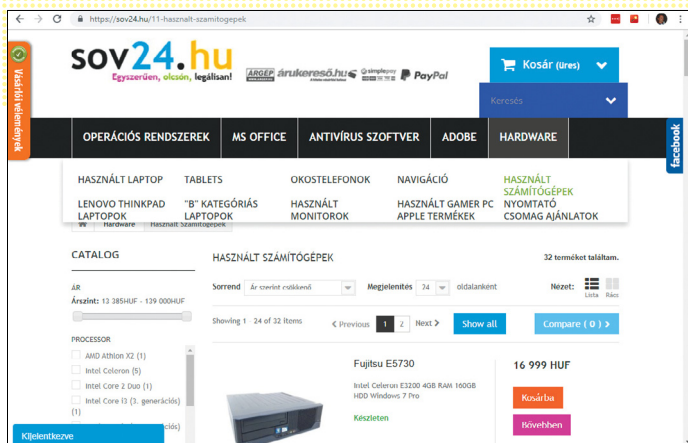 https://sov24.hu/11-hasznalt-szamitogepek
sov24.hu
Egyszerűen, olcsón, legálisan!
ARGEP árukereső.hu simplepay PayPal
Kosár (üres)
Keresés
Vásárlói vélemények
facebook
OPERÁCIÓS RENDSZEREK MS OFFICE ANTIVÍRUS SZOFTVER ADOBE HARDWARE
HASZNÁLT LAPTOP TABLETS OKOSTELEFONOK NAVIGÁCIÓ HASZNÁLT
SZÁMÍTÓGÉPEK
LENOVO THINKPAD "B" KATEGÓRIÁS HASZNÁLT HASZNÁLT GAMER PC NYOMTATÓ
LAPTOPOK LAPTOPOK MONITOROK APPLE TERMÉKEK CSOMAG AJÁNLATOK
Hardware Használt Számítógépek
CATALOG
HASZNÁLT SZÁMÍTÓGÉPEK
32 terméket találtam.
ÁR
Árszint: 13 385HUF - 139 000HUF
Sorrend Ár szerint csökkenő Megjelenítés 24 oldalanként Nézet:
Lista Rács
Showing 1 - 24 of 32 items Previous 1 2 Next Show all Compare ( 0 )
PROCESSOR
AMD Athlon X2 (1)
Intel Celeron (5)
Intel Core 2 Duo (1)
Intel Core i3 (3. generációs)
(1)
Fujitsu E5730
Intel Celeron E3200 4GB RAM 160GB
HDD Windows 7 Pro
Készleten
16 999 HUF
Kosárba
Bővebben
Kijelentkezve